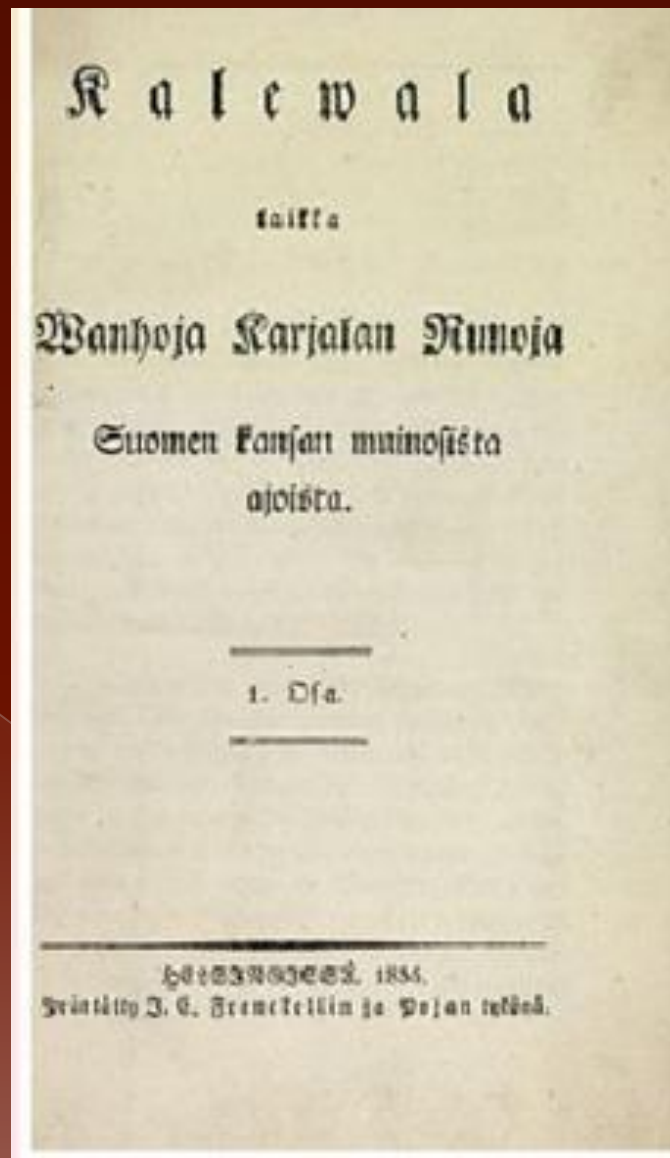 Kalewala
taikka
Wanhoja Karjalan Runoja
Suomen kansan muinosista
ajoista.
1. Osa.
HELSINGISSÄ. 1835.
Präntätty J. C. Frenckellin ja Pojan tykönä.